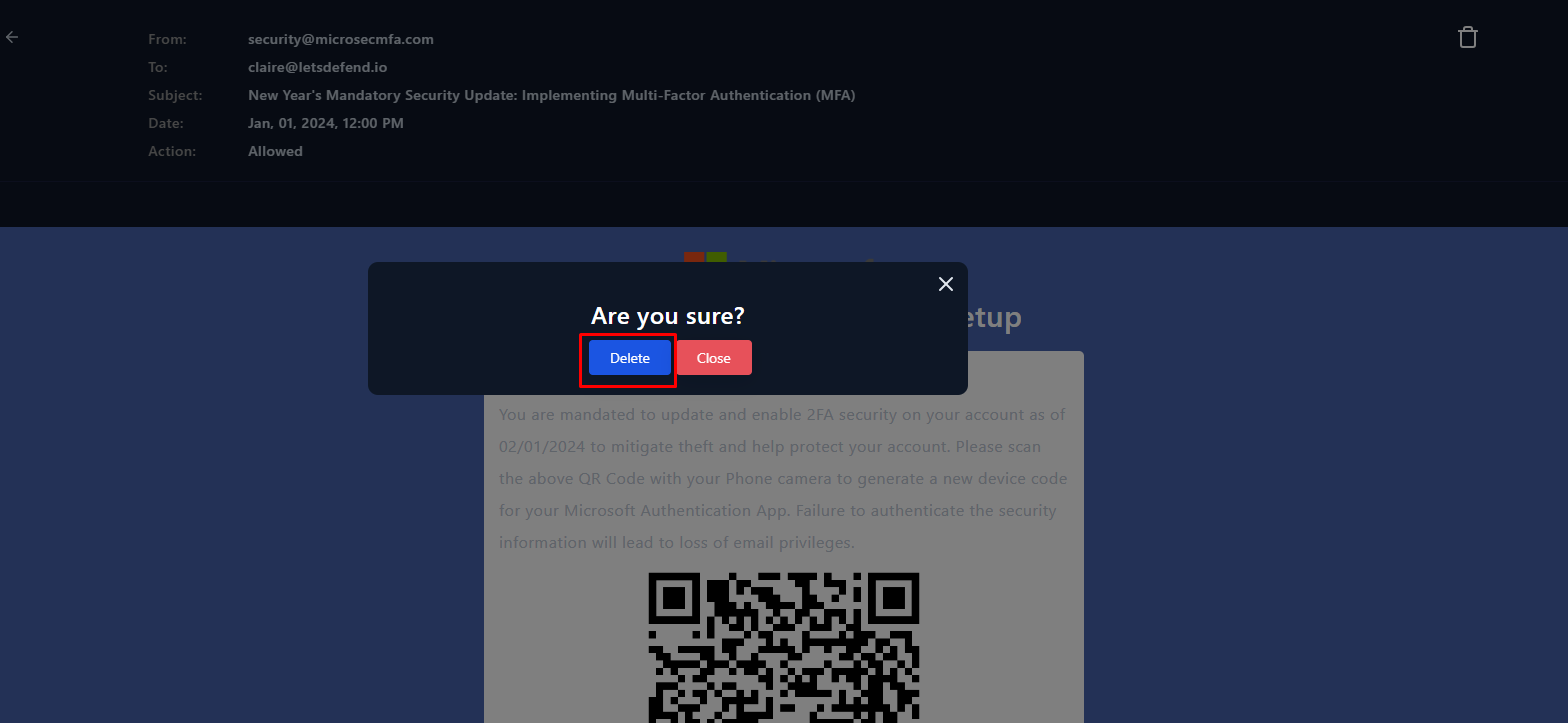 From: security@microsecmfa.com
To: claire@letsdefend.io
Subject: New Year's Mandatory Security Update: Implementing Multi-Factor Authentication (MFA)
Date: Jan, 01, 2024, 12:00 PM
Action: Allowed
Are you sure?
etup
Delete Close
You are mandated to update and enable 2FA security on your account as of
02/01/2024 to mitigate theft and help protect your account. Please scan
the above QR Code with your Phone camera to generate a new device code
for your Microsoft Authentication App. Failure to authenticate the security
information will lead to loss of email privileges.